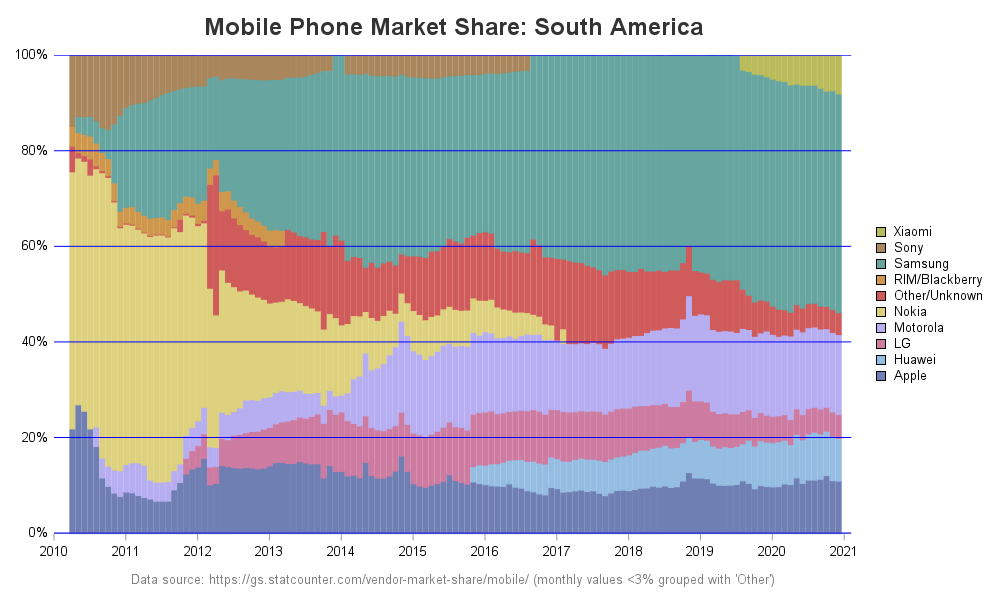 Mobile Phone Market Share: South America
100%
80%
60%
40%
20%
0%
2010 2011 2012 2013 2014 2015 2016 2017 2018 2019 2020 2021
Xiaomi
Sony
Samsung
RIM/Blackberry
Other/Unknown
Nokia
Motorola
LG
Huawei
Apple
Data source: https://gs.statcounter.com/vendor-market-share/mobile/ (monthly values <3% grouped with 'Other')